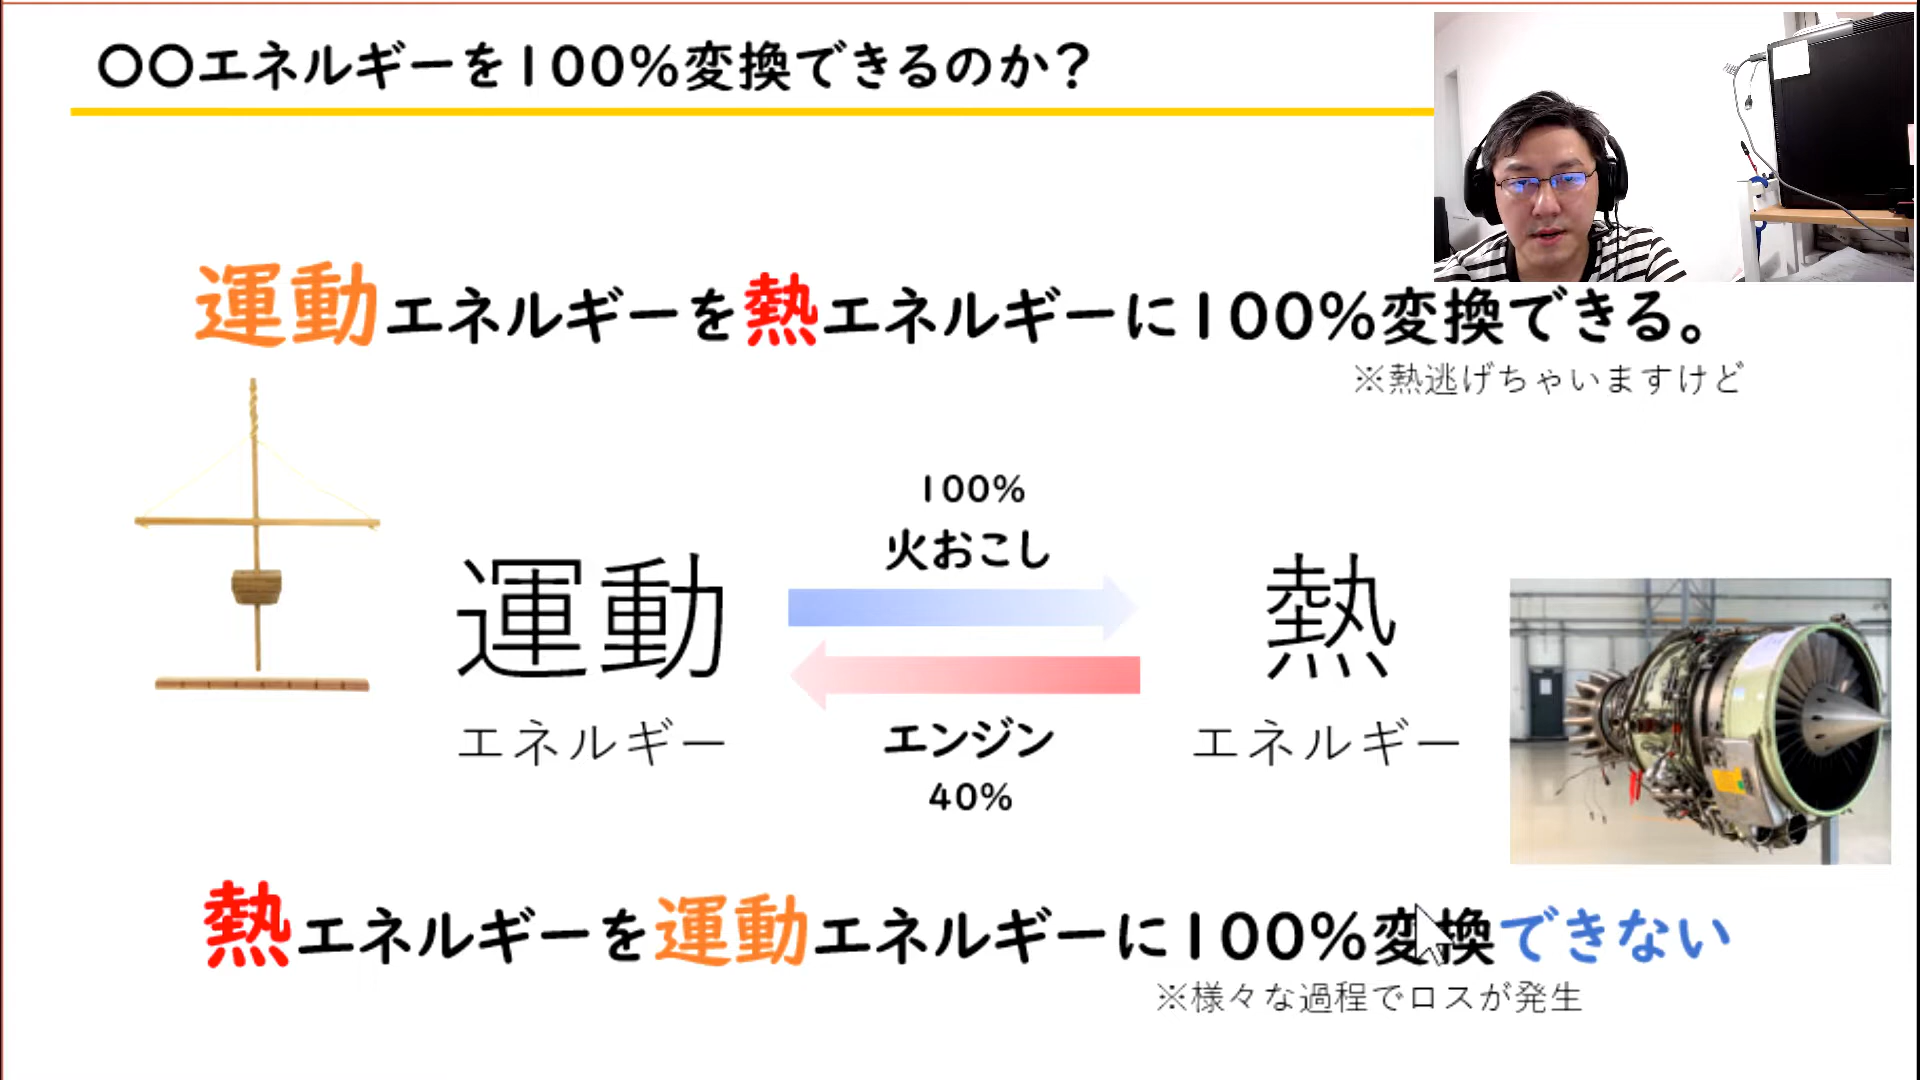 〇〇エネルギーを100%変換できるのか？
運動エネルギーを熱エネルギーに100%変換できる。
※熱逃げちゃいますけど
100%
火おこし
運動
エネルギー
熱
エネルギー
エンジン
40%
熱エネルギーを運動エネルギーに100%変換できない
※様々な過程でロスが発生